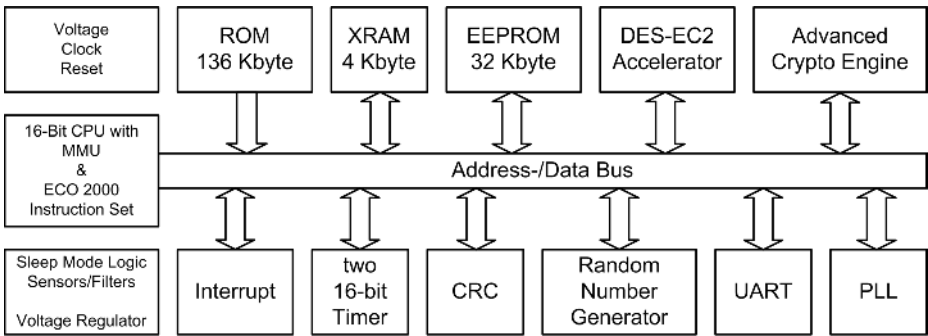 Voltage
Clock
Reset
ROM
136 Kbyte
XRAM
4 Kbyte
EEPROM
32 Kbyte
DES-EC2
Accelerator
Advanced
Crypto Engine
16-Bit CPU with
MMU
&
ECO 2000
Instruction Set
Address-/Data Bus
Sleep Mode Logic
Sensors/Filters
Voltage Regulator
Interrupt
two
16-bit
Timer
CRC
Random
Number
Generator
UART
PLL